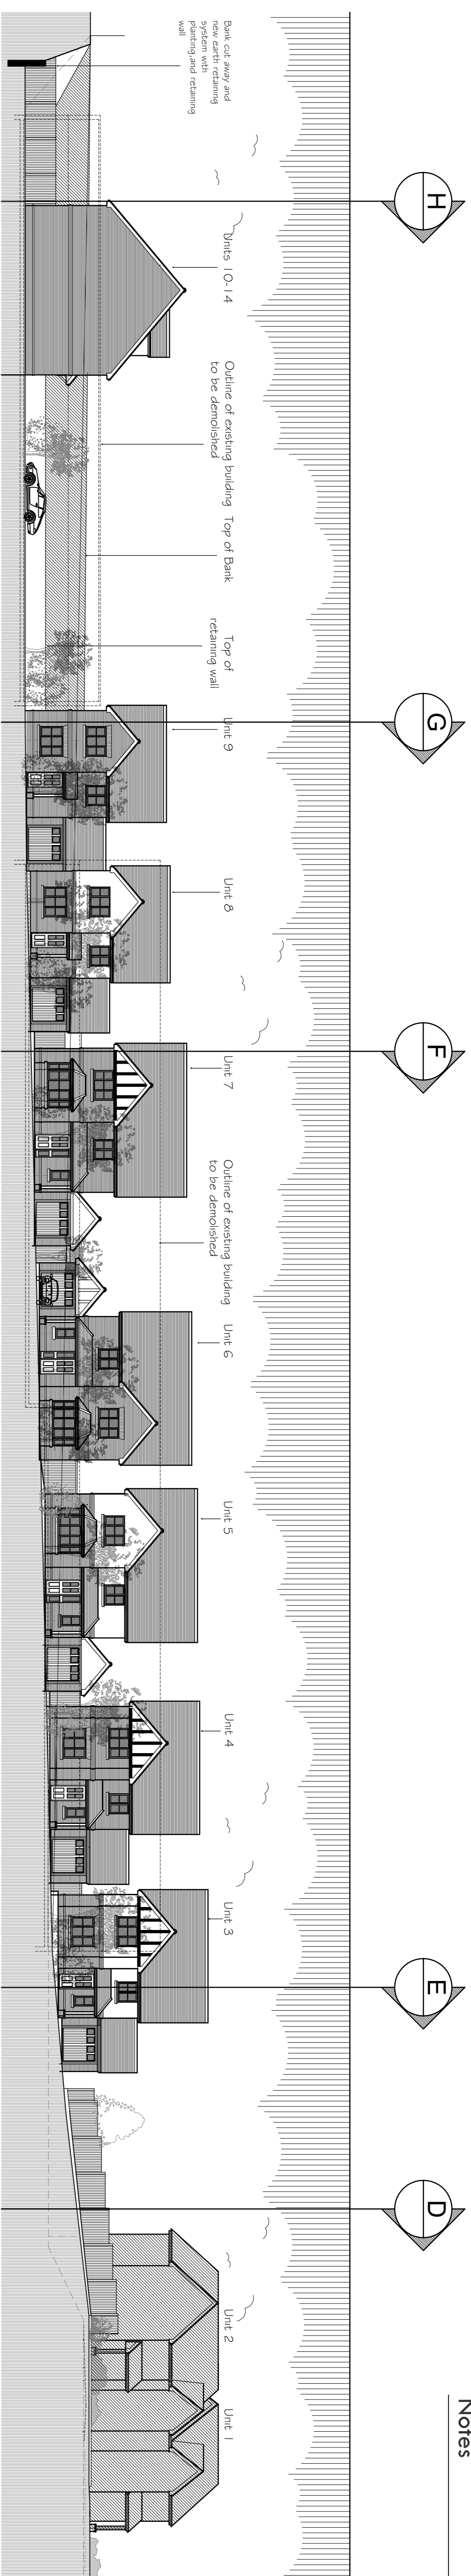 Notes
H
G
F
E
D
Bank cut away and
new earth retaining
system with
planting,and retaining
wall
Units 10-14
Outline of existing building
to be demolished
Top of Bank
Top of
retaining wall
Unit 9
Unit 8
Unit 7
Outline of existing building
to be demolished
Unit 6
Unit 5
Unit 4
Unit 3
Unit 2
Unit 1